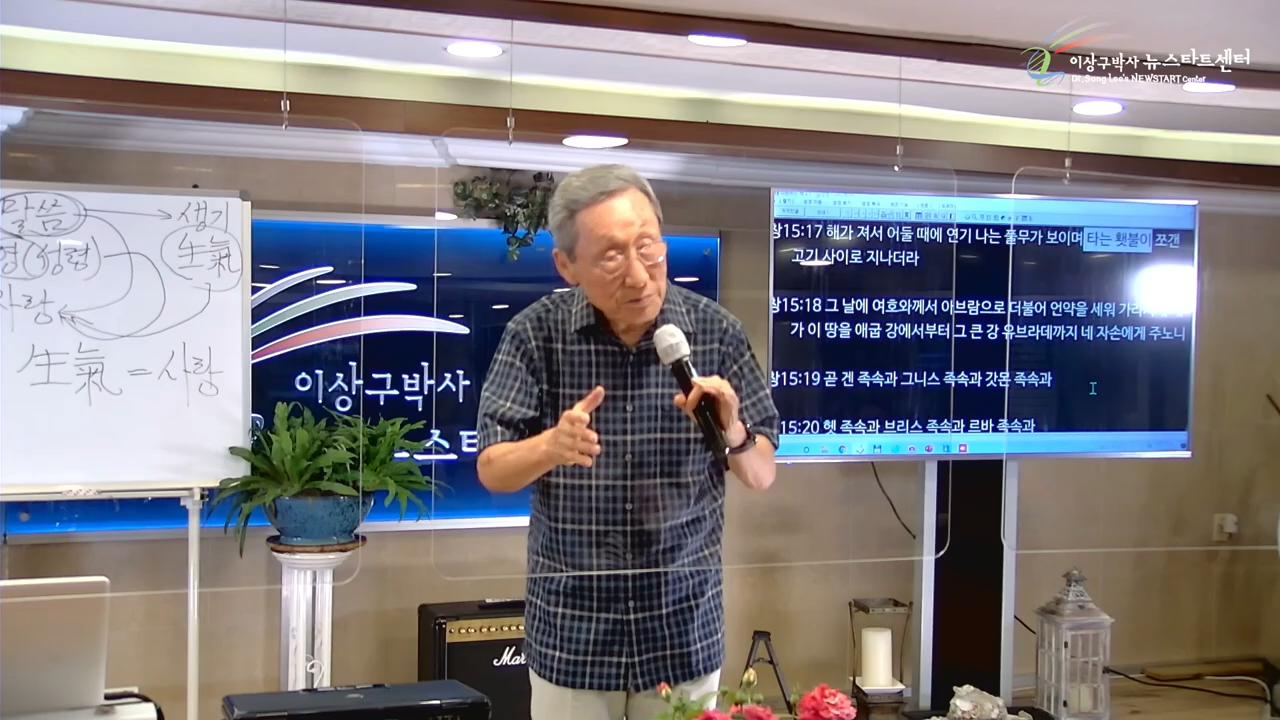 이상구박사 뉴스타트센터
Dr. Sang Lee's NEWSTART Center
말씀
생기
生氣
성령
사랑
生氣 = 사랑
이상구박사
창15:17 해가 져서 어둘 때에 연기 나는 풀무가 보이며 타는 횃불이 쪼갠
고기 사이로 지나더라
창15:18 그 날에 여호와께서 아브람으로 더불어 언약을 세워
가 이 땅을 애굽 강에서부터 그 큰 강 유브라데까지 네 자손에게 주노니
창15:19 곧 겐 족속과 그니스 족속과 갓몬 족속과
15:20 헷 족속과 브리스 족속과 르바 족속과
Mar